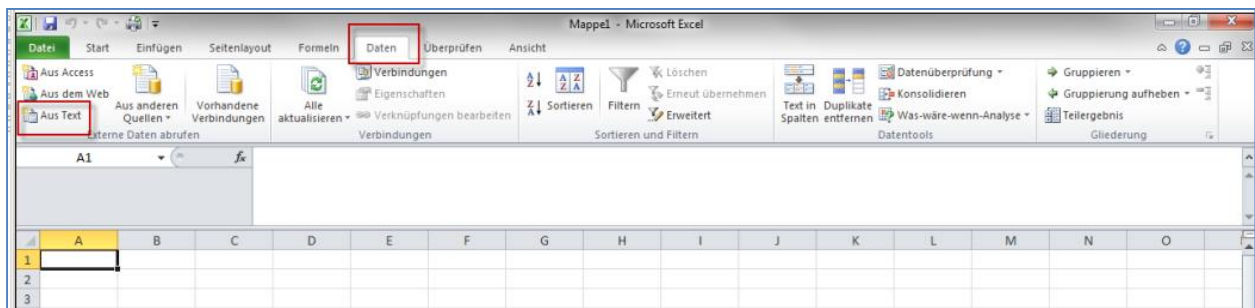 Mappe1 - Microsoft Excel
Datei Start Einfügen Seitenlayout Formeln Daten Überprüfen Ansicht
Aus Access
Aus dem Web
Aus Text
Aus anderen
Quellen
Vorhandene
Verbindungen
Externe Daten abrufen
Alle
aktualisieren
Verbindungen
Eigenschaften
Verknüpfungen bearbeiten
Verbindungen
Sortieren
Filtern
Löschen
Erneut übernehmen
Erweitert
Sortieren und Filtern
Text in
Spalten
Duplikate
entfernen
Datenüberprüfung
Konsolidieren
Was-wäre-wenn-Analyse
Datentools
Gruppieren
Gruppierung aufheben
Teilergebnis
Gliederung
A1 fx
A B C D E F G H I J K L M N O
1
2
3